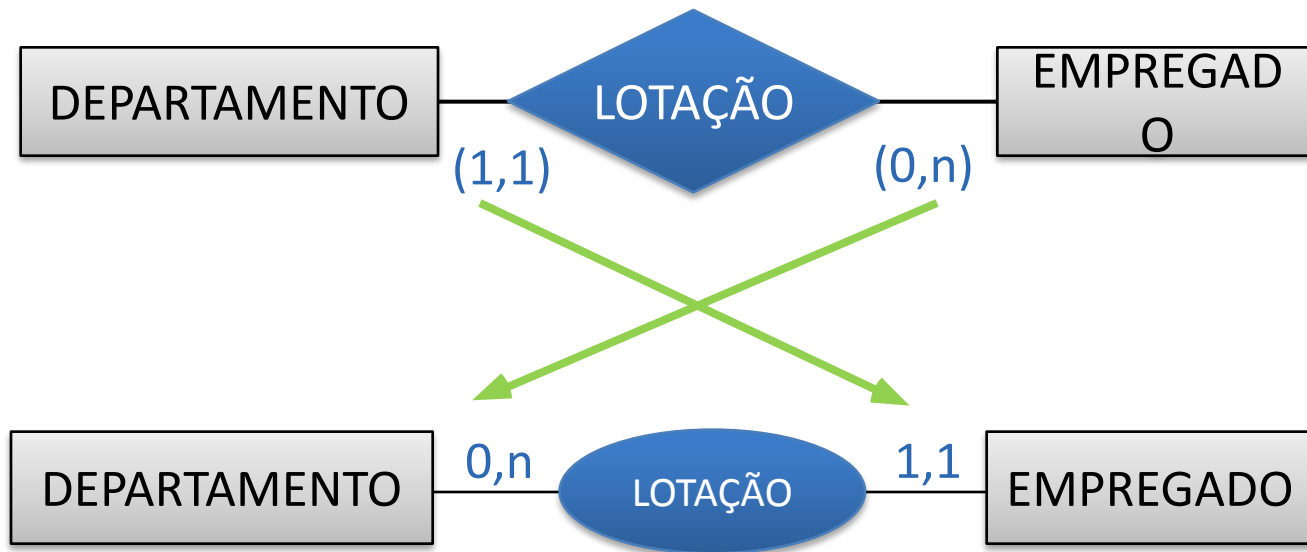 DEPARTAMENTO
LOTAÇÃO
EMPREGAD
O
(1,1)
(0,n)
DEPARTAMENTO
0,n
LOTAÇÃO
1,1
EMPREGADO